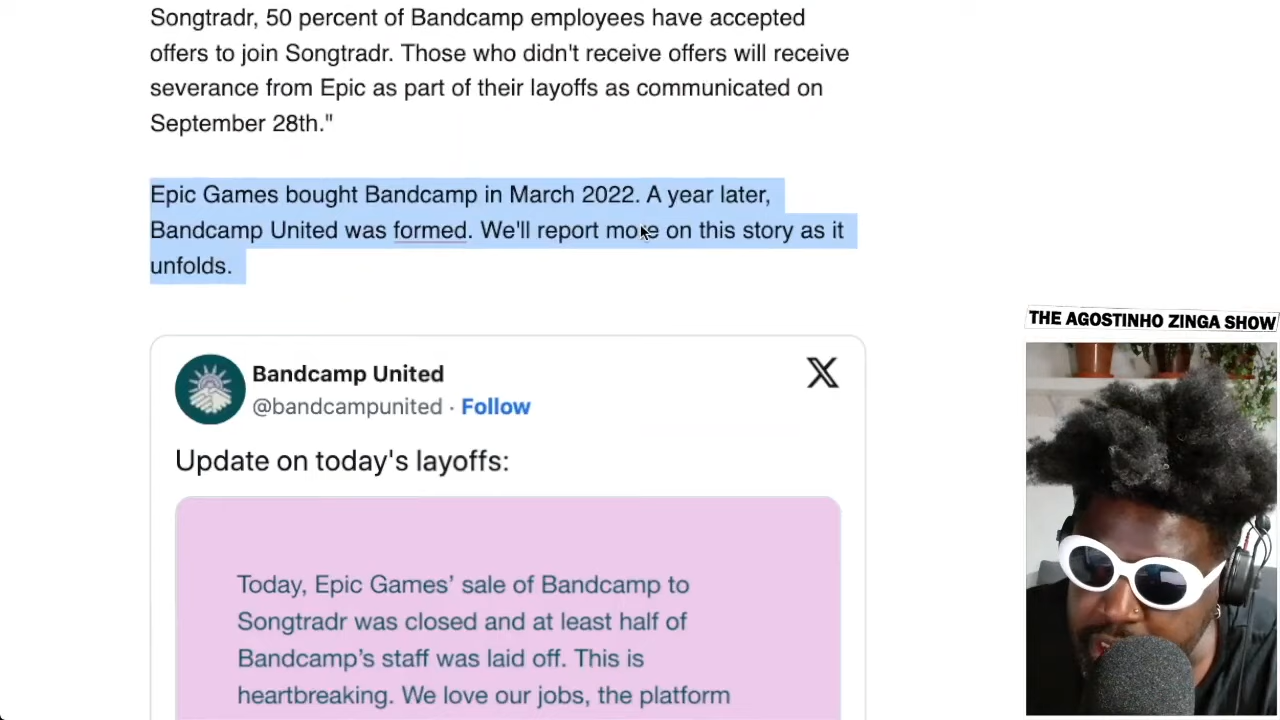 Songtradr, 50 percent of Bandcamp employees have accepted
offers to join Songtradr. Those who didn't receive offers will receive
severance from Epic as part of their layoffs as communicated on
September 28th."
Epic Games bought Bandcamp in March 2022. A year later,
Bandcamp United was formed. We'll report more on this story as it
unfolds.
Bandcamp United
@bandcampunited · Follow
Update on today's layoffs:
Today, Epic Games’ sale of Bandcamp to
Songtradr was closed and at least half of
Bandcamp’s staff was laid off. This is
heartbreaking. We love our jobs, the platform
THE AGOSTINHO ZINGA SHOW